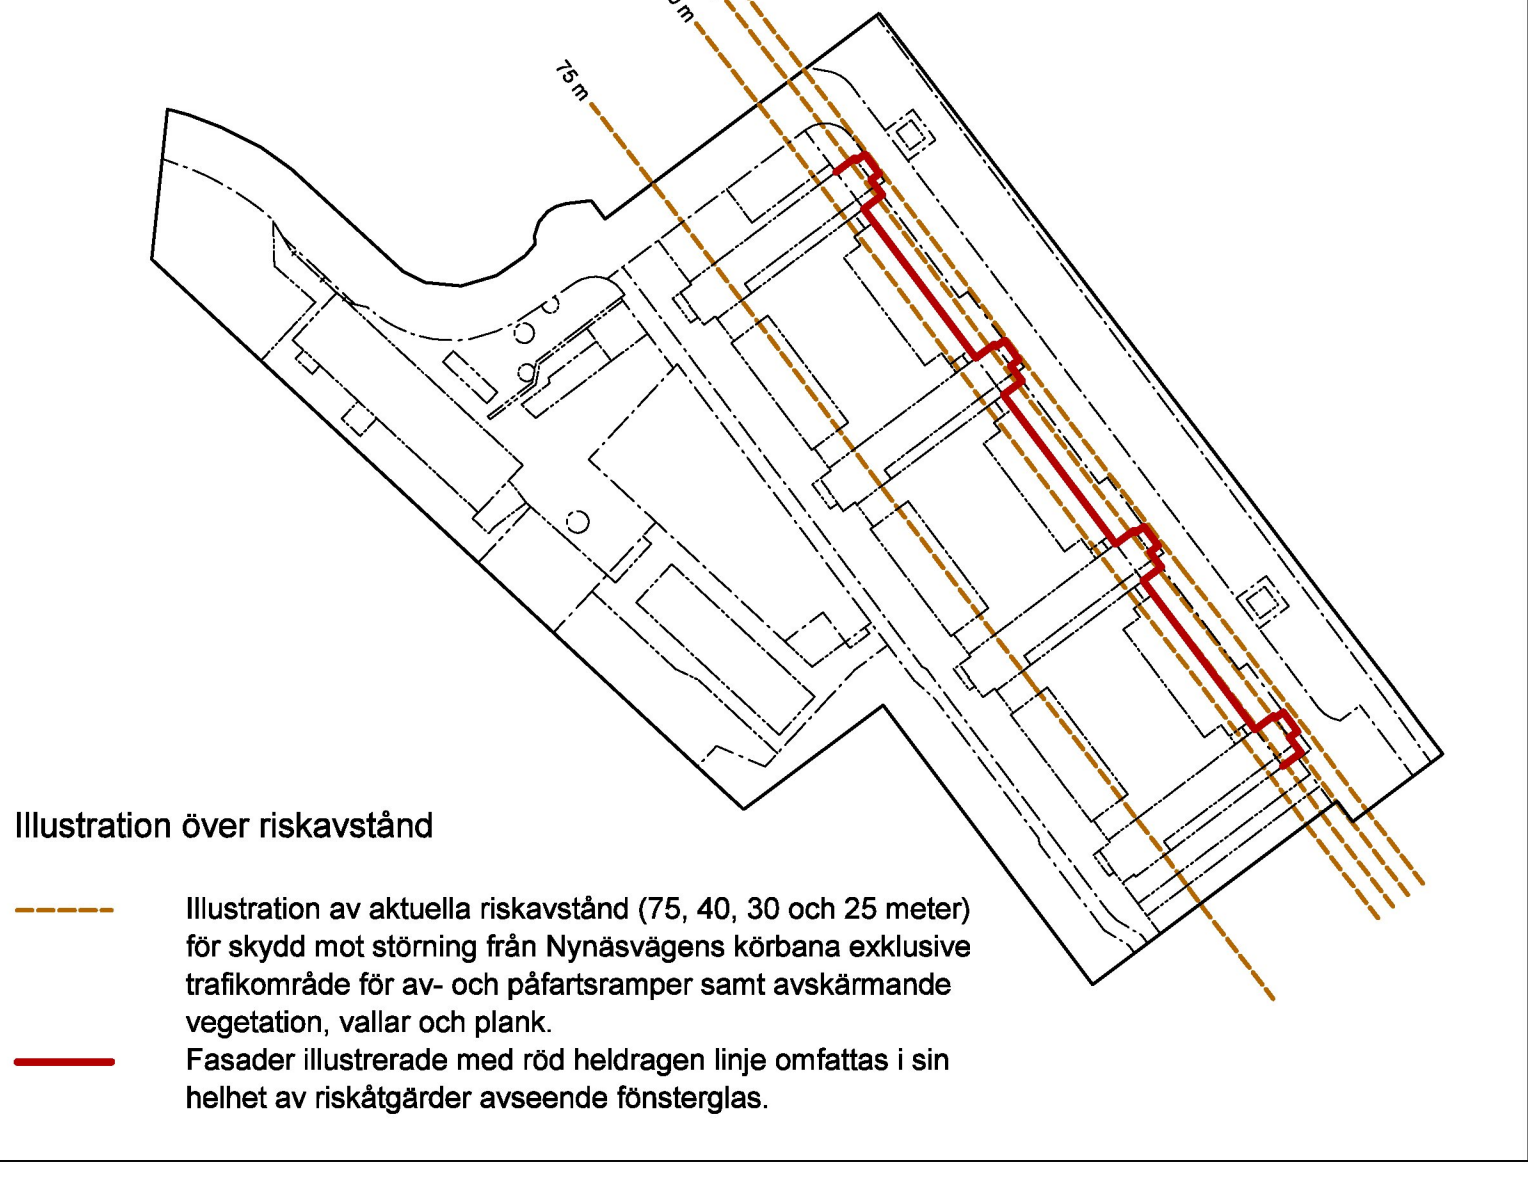 m
75 m
Illustration över riskavstånd
Illustration av aktuella riskavstånd (75, 40, 30 och 25 meter)
för skydd mot störning från Nynäsvägens körbana exklusive
trafikområde för av- och påfartsramper samt avskärmande
vegetation, vallar och plank.
Fasader illustrerade med röd heldragen linje omfattas i sin
helhet av riskåtgärder avseende fönsterglas.